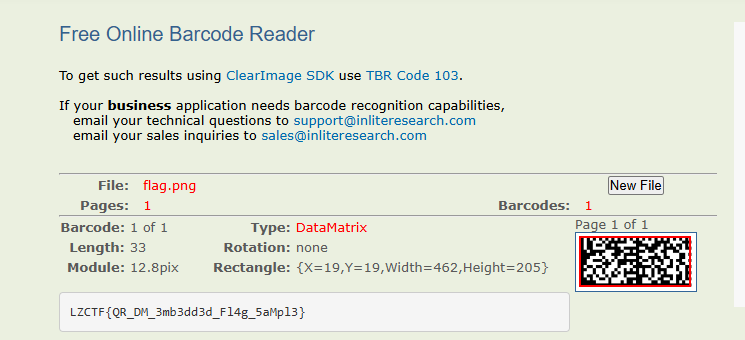 Free Online Barcode Reader
To get such results using ClearImage SDK use TBR Code 103.
If your business application needs barcode recognition capabilities,
email your technical questions to support@inliteresearch.com
email your sales inquiries to sales@inliteresearch.com
File: flag.png New File
Pages: 1 Barcodes: 1
Barcode: 1 of 1 Type: DataMatrix Page 1 of 1
Length: 33 Rotation: none
Module: 12.8pix Rectangle: {X=19,Y=19,Width=462,Height=205}
LZCTF{QR_DM_3mb3dd3d_Fl4g_5aMpl3}